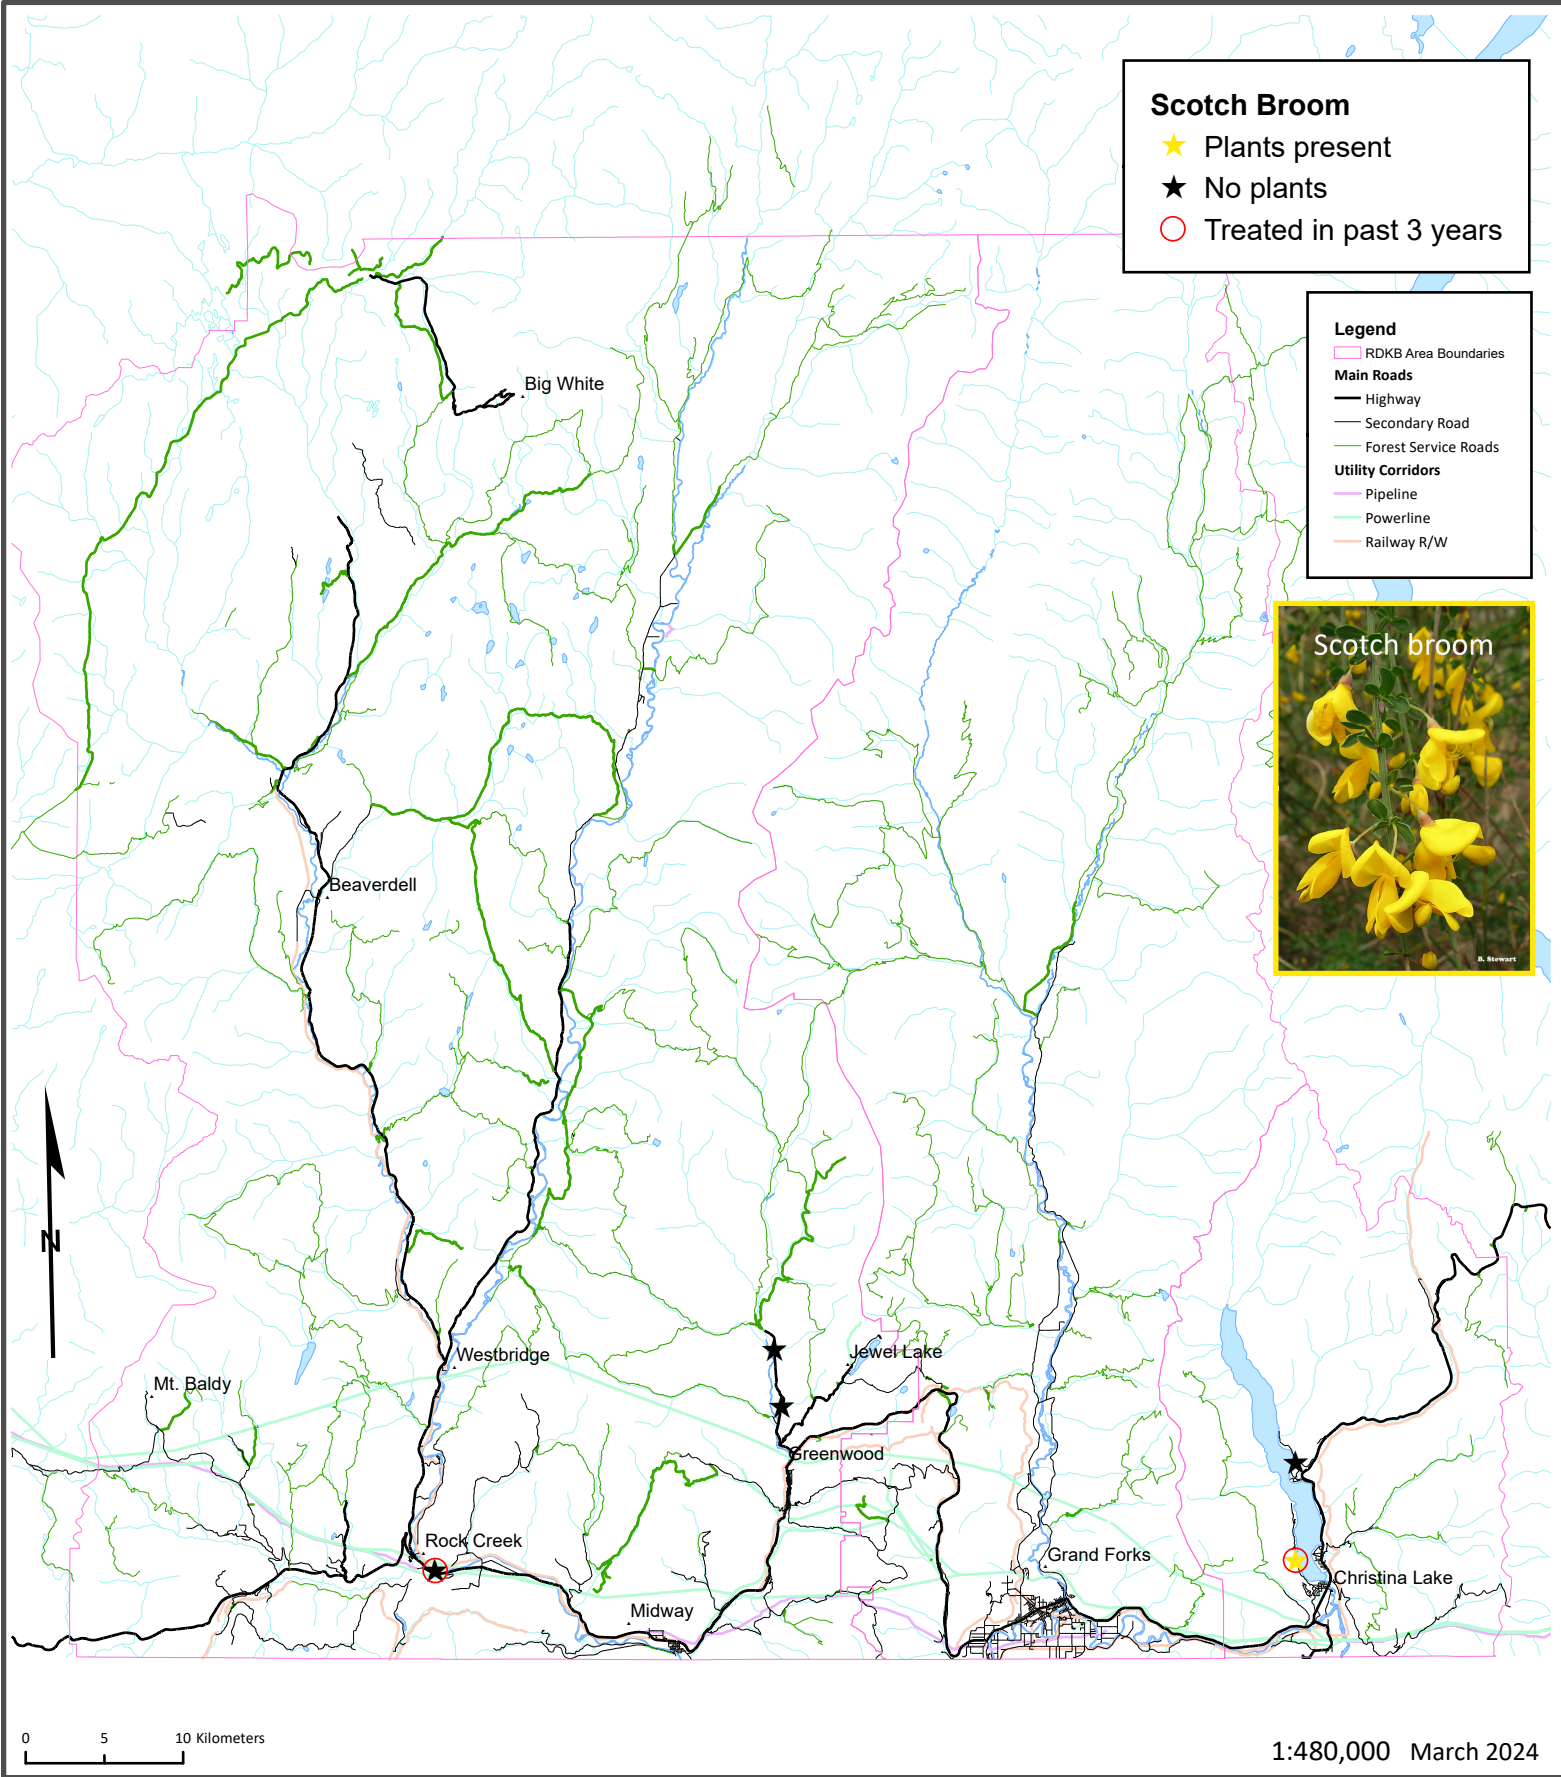 Scotch Broom
Plants present
No plants
Treated in past 3 years
Legend
RDKB Area Boundaries
Main Roads
Highway
Secondary Road
Forest Service Roads
Utility Corridors
Pipeline
Powerline
Railway R/W
Big White
Scotch broom
B. Stewart
Beaverdell
N
Westbridge
Jewel Lake
Mt. Baldy
Greenwood
Rock Creek
Grand Forks
Christina Lake
Midway
0 5 10 Kilometers
1:480,000 March 2024